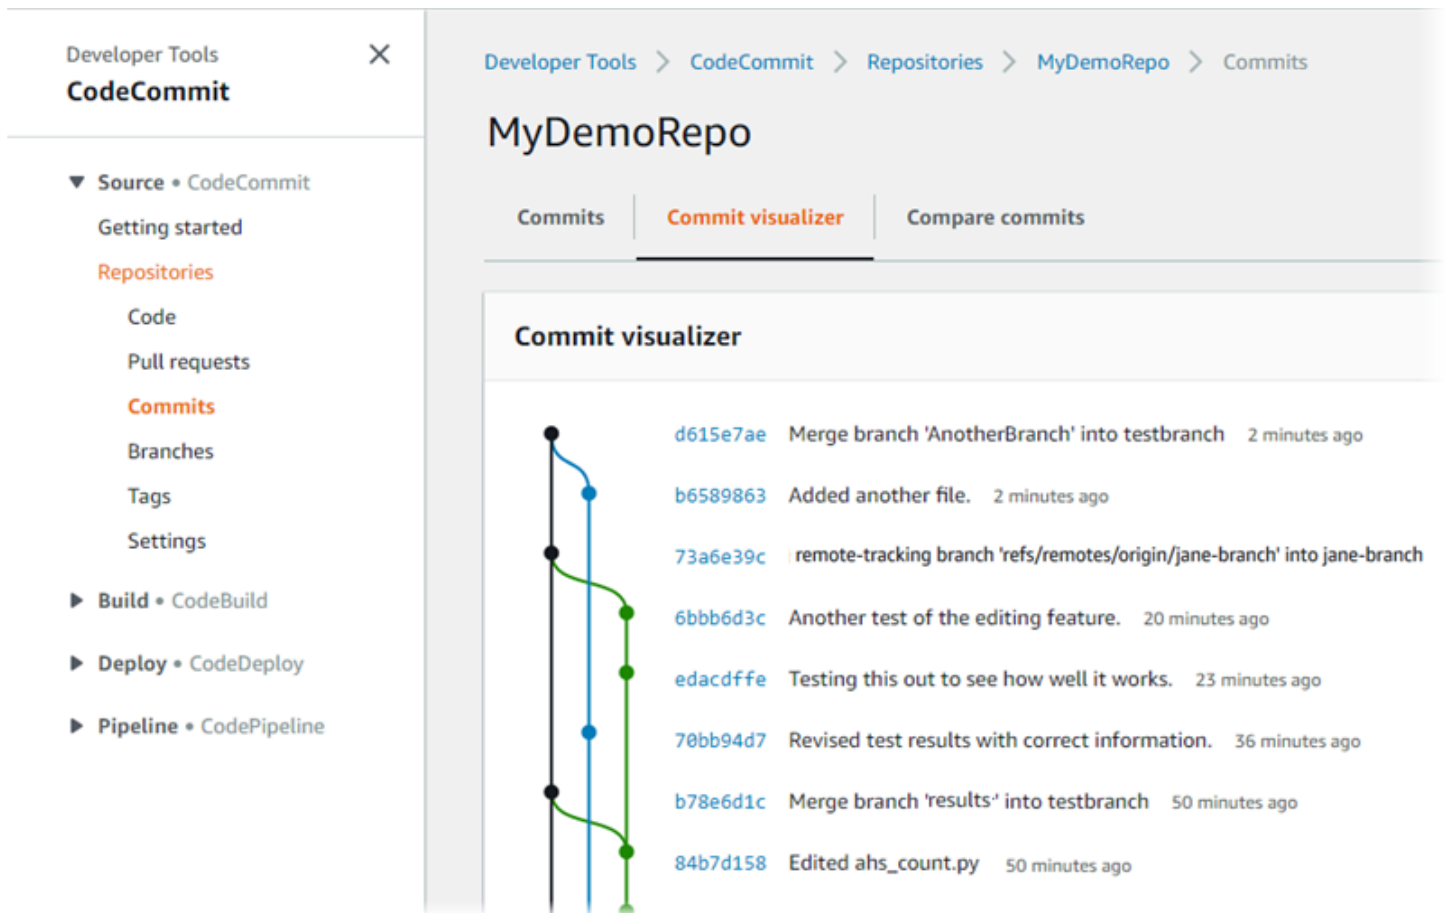 Developer Tools
CodeCommit
Source • CodeCommit
Getting started
Repositories
Code
Pull requests
Commits
Branches
Tags
Settings
Build • CodeBuild
Deploy • CodeDeploy
Pipeline • CodePipeline
Developer Tools > CodeCommit > Repositories > MyDemoRepo > Commits
MyDemoRepo
Commits Commit visualizer Compare commits
Commit visualizer
d615e7ae Merge branch 'AnotherBranch' into testbranch 2 minutes ago
b6589863 Added another file. 2 minutes ago
73a6e39c remote-tracking branch 'refs/remotes/origin/jane-branch' into jane-branch
6bbb6d3c Another test of the editing feature. 20 minutes ago
edacdffe Testing this out to see how well it works. 23 minutes ago
70bb94d7 Revised test results with correct information. 36 minutes ago
b78e6d1c Merge branch 'results·' into testbranch 50 minutes ago
84b7d158 Edited ahs_count.py 50 minutes ago